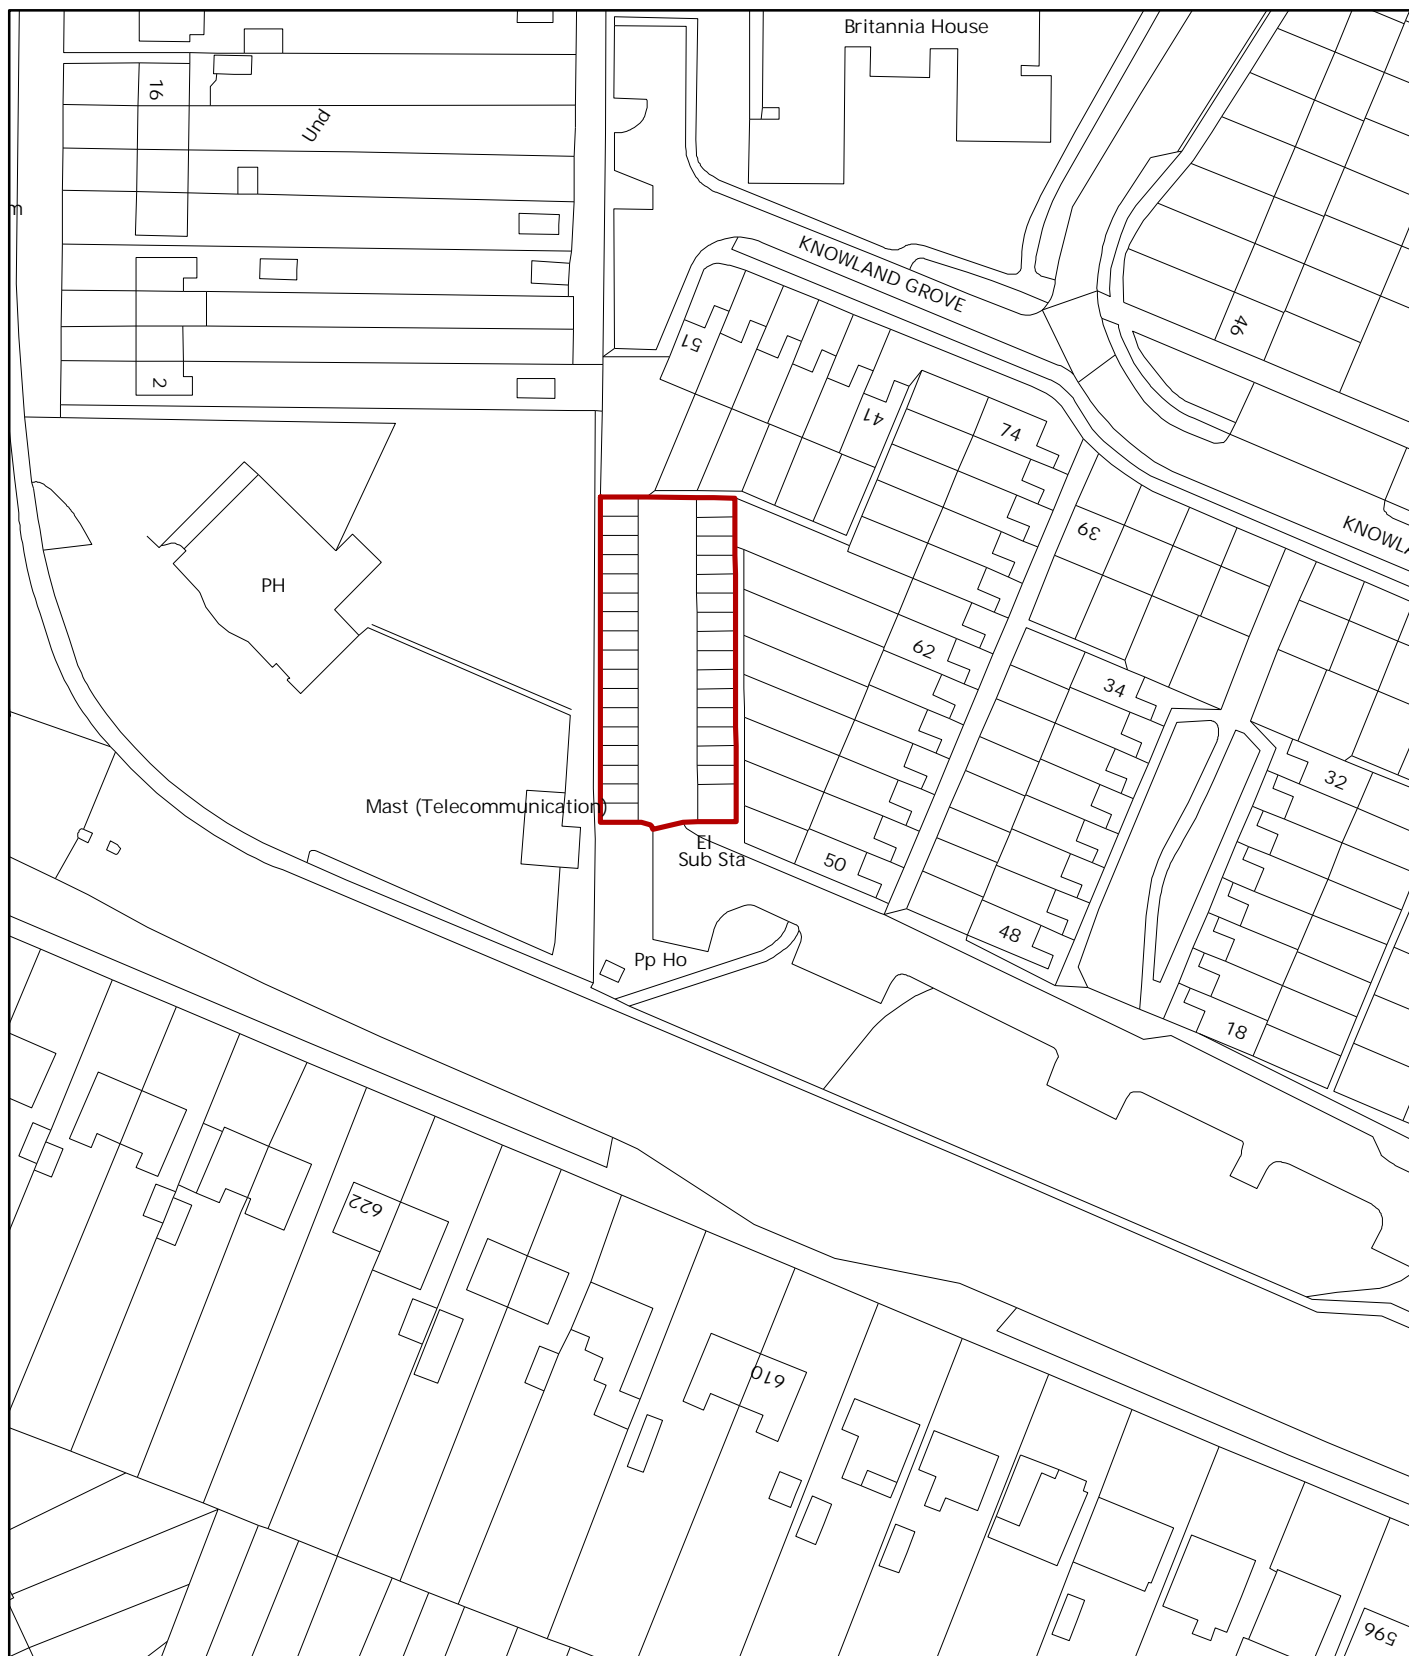 Britannia House
16
Und
m
KNOWLAND GROVE
46
51
2
41
74
KNOWLA
39
PH
62
34
32
Mast (Telecommunication)
El
Sub Sta
50
48
Pp Ho
18
622
610
596